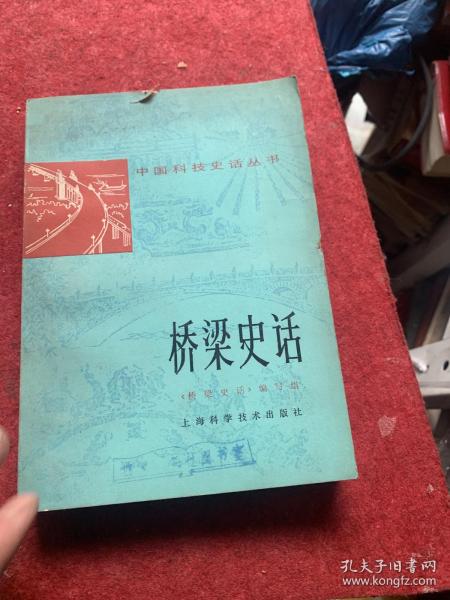 中国科技史话丛书
桥梁史话
《桥梁史话》编写组
上海科学技术出版社
孔夫子旧书网
www.kongfz.com